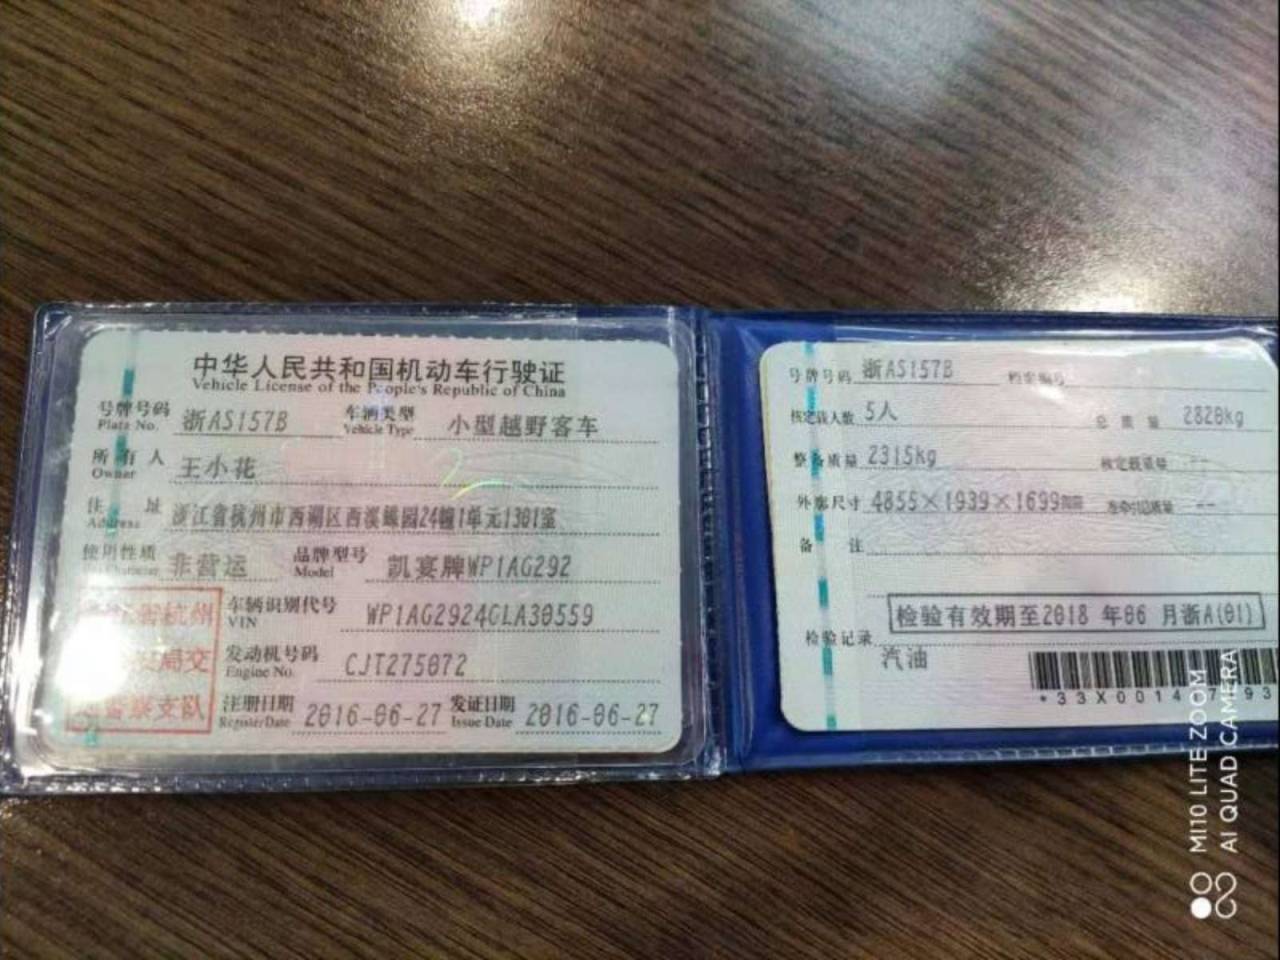 中华人民共和国机动车行驶证
Vehicle License of the People's Republic of China
号牌号码 浙AS157B 车辆类型 小型越野客车
Plate No. Vehicle Type
所有人 王小花
Owner
住址 浙江省杭州市西湖区西溪蝶园24幢1单元1301室
Address
使用性质 非营运 品牌型号 凯宴牌WP1AG292
Use Character Model
车辆识别代号 WP1AG2924GLA30559
VIN
发动机号码 CJT275072
Engine No.
注册日期 2016-06-27 发证日期 2016-06-27
Register Date Issue Date
杭州
局交
警察支队
号牌号码 浙AS157B 档案编号
核定载人数 5人 总质量 2820kg
整备质量 2315kg 核定载质量 --
外廓尺寸 4855×1939×1699mm 准牵引总质量 --
备注
检验有效期至2018 年06 月浙A(01)
检验记录
汽油
MI10 LITE ZOOM
AI QUAD CAMERA